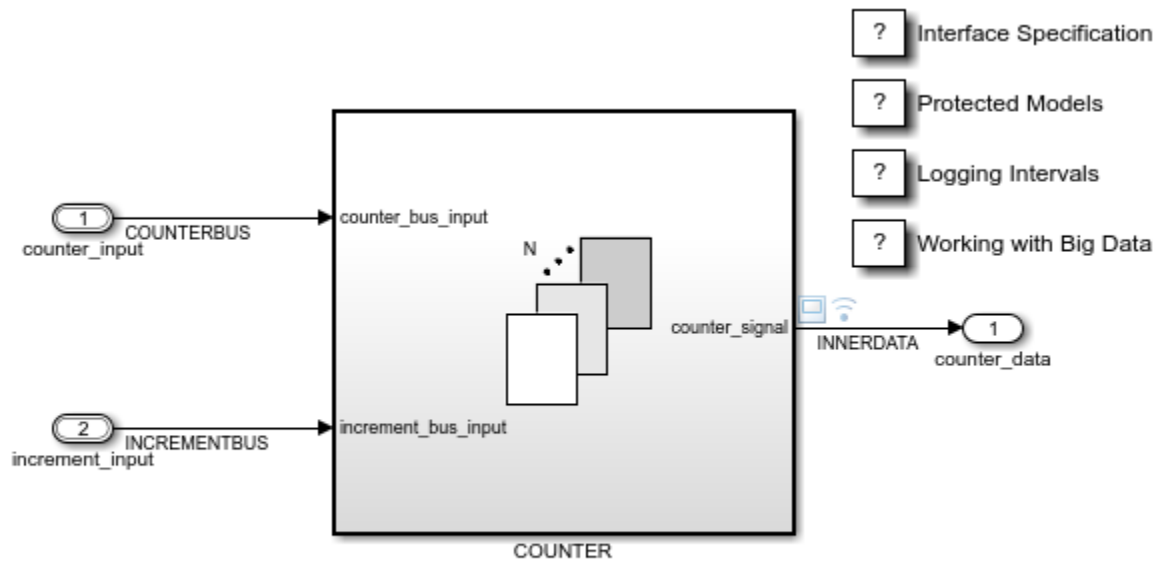 ? Interface Specification
? Protected Models
? Logging Intervals
? Working with Big Data
1
COUNTERBUS
counter_input
counter_bus_input
N
counter_signal
INNERDATA
1
counter_data
2
INCREMENTBUS
increment_input
increment_bus_input
COUNTER